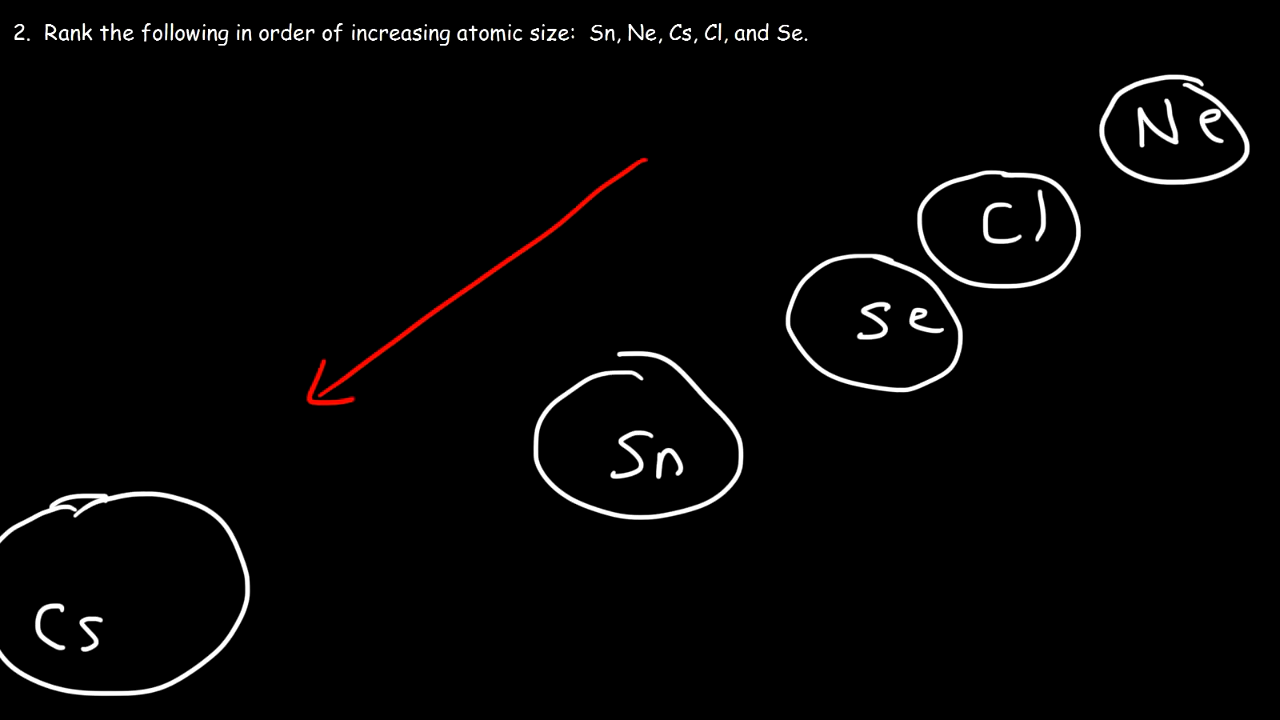 2. Rank the following in order of increasing atomic size: Sn, Ne, Cs, Cl, and Se.
Ne
Cl
Se
Sn
Cs